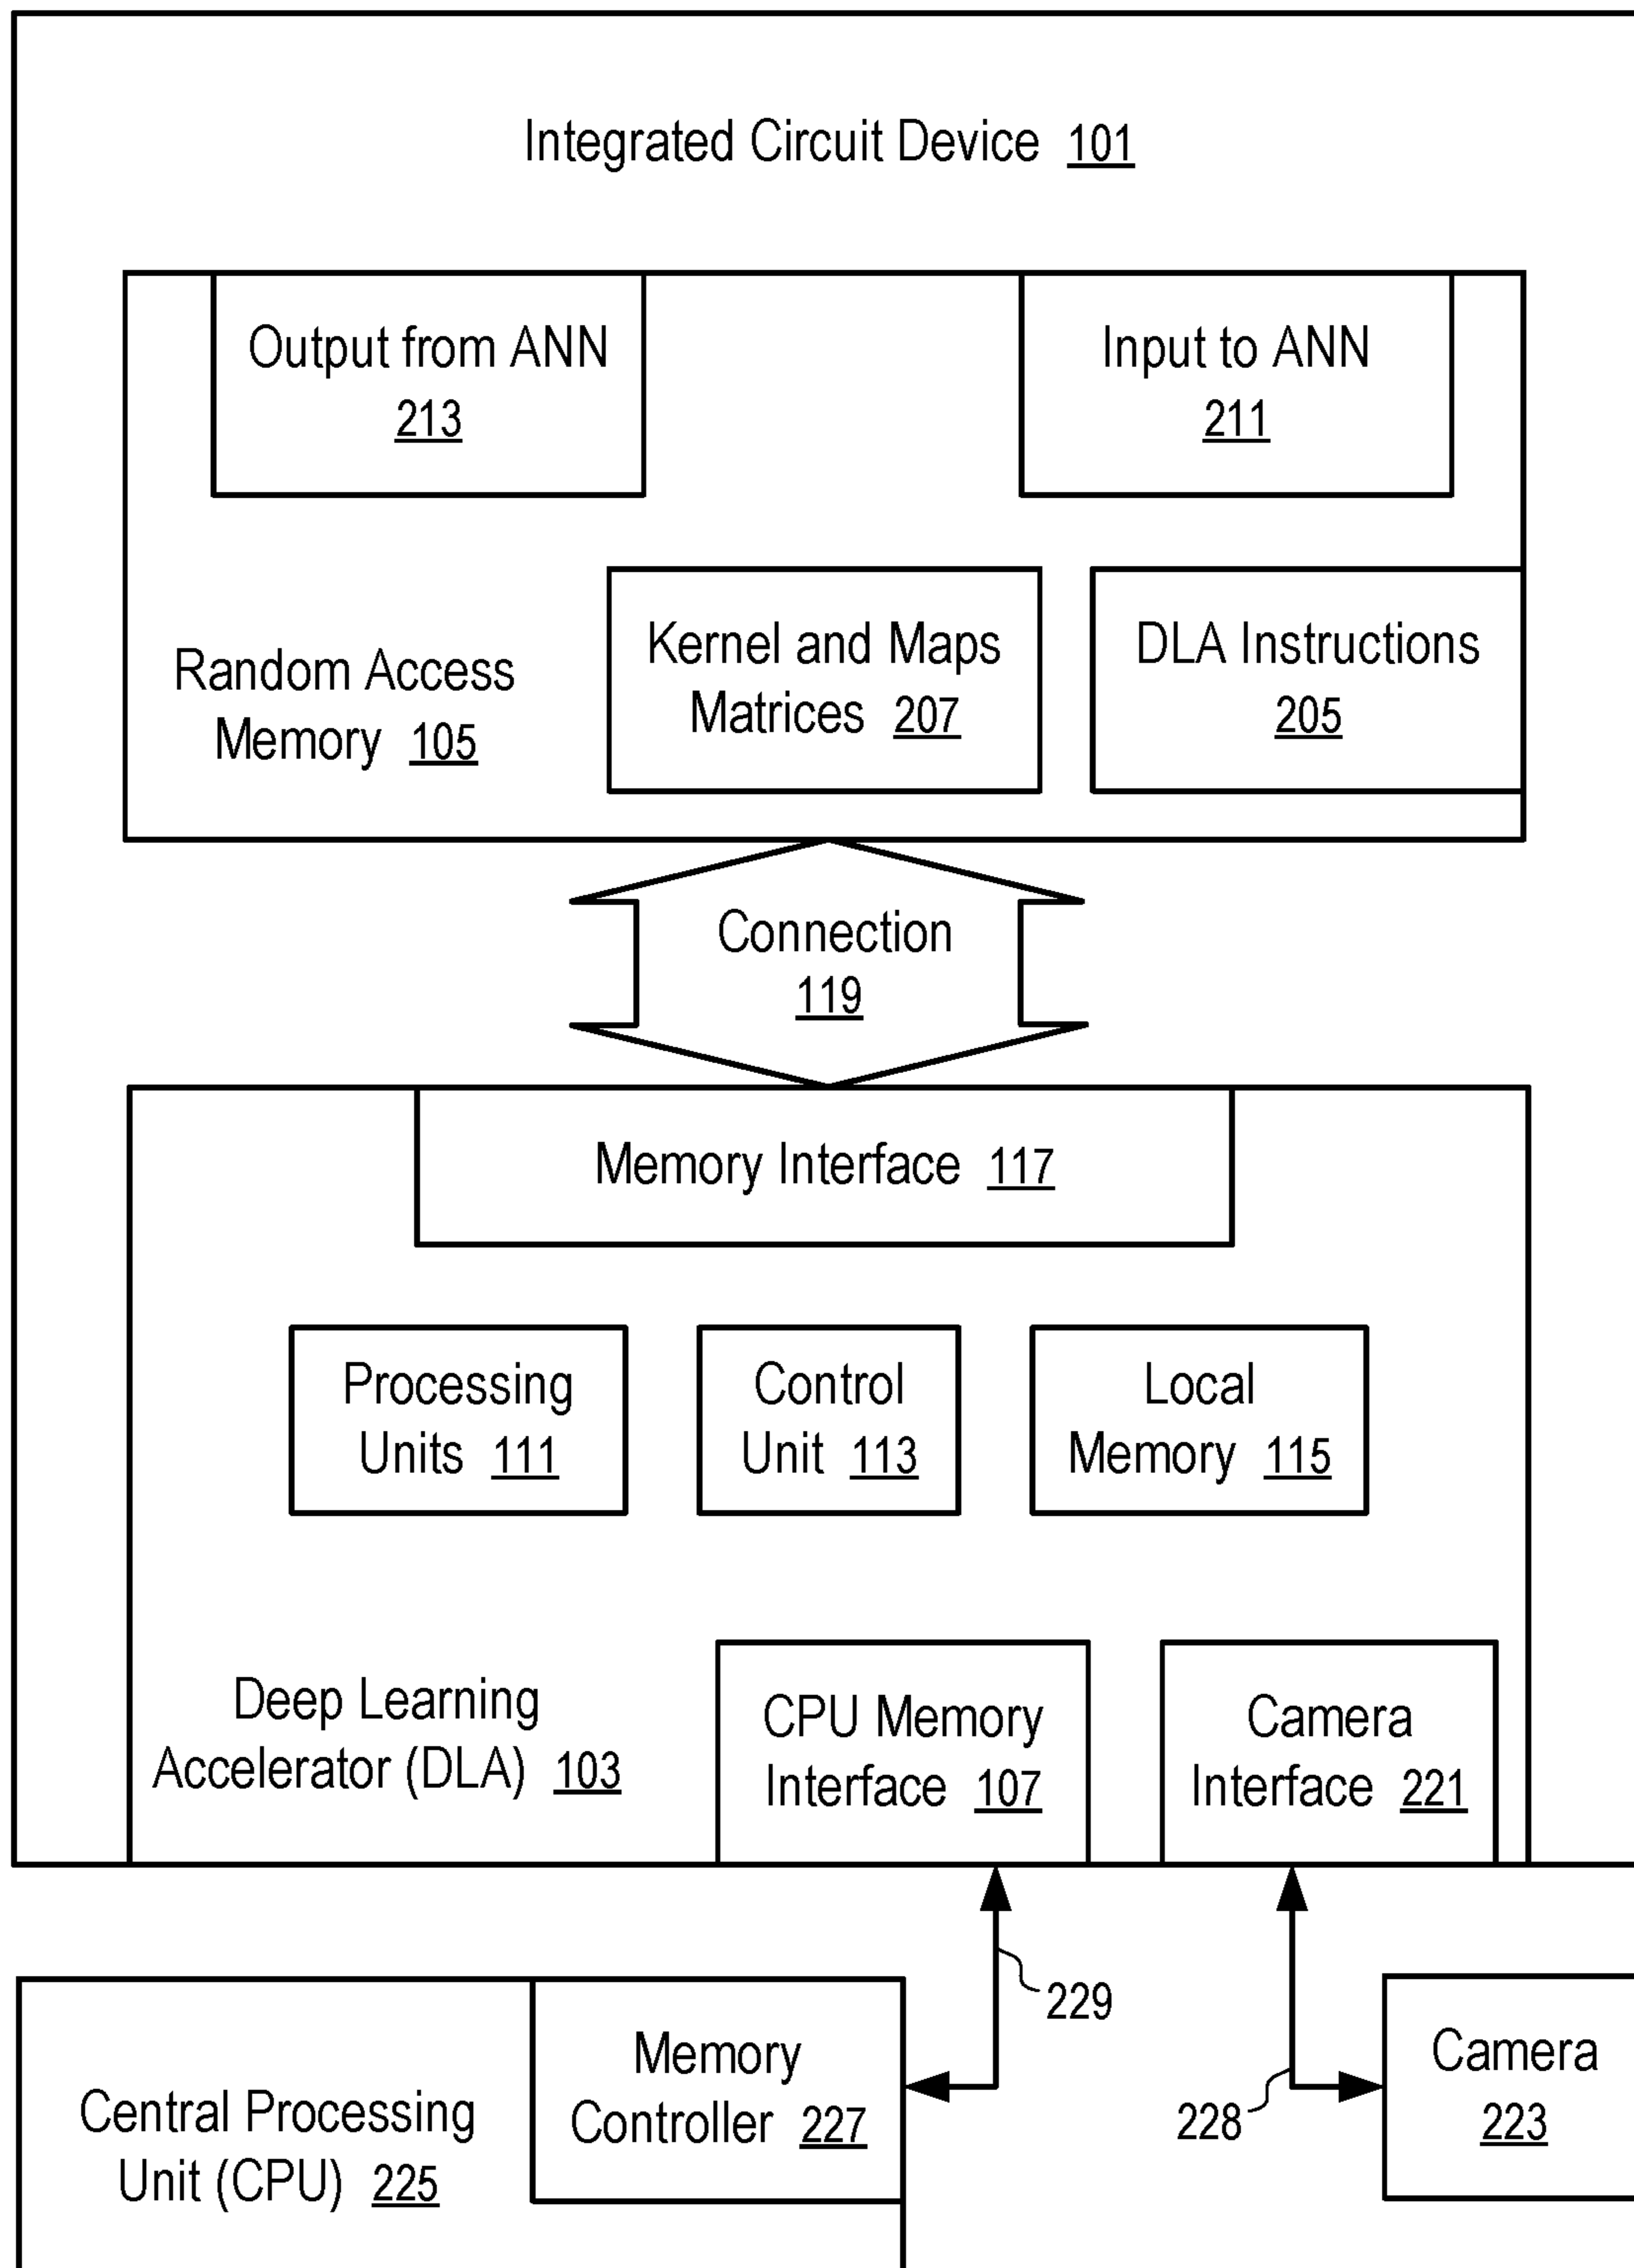 Integrated Circuit Device 101
Output from ANN
213
Input to ANN
211
Random Access
Memory 105
Kernel and Maps
Matrices 207
DLA Instructions
205
Connection
119
Memory Interface 117
Processing
Units 111
Control
Unit 113
Local
Memory 115
Deep Learning
Accelerator (DLA) 103
CPU Memory
Interface 107
Camera
Interface 221
229
228
Central Processing
Unit (CPU) 225
Memory
Controller 227
Camera
223